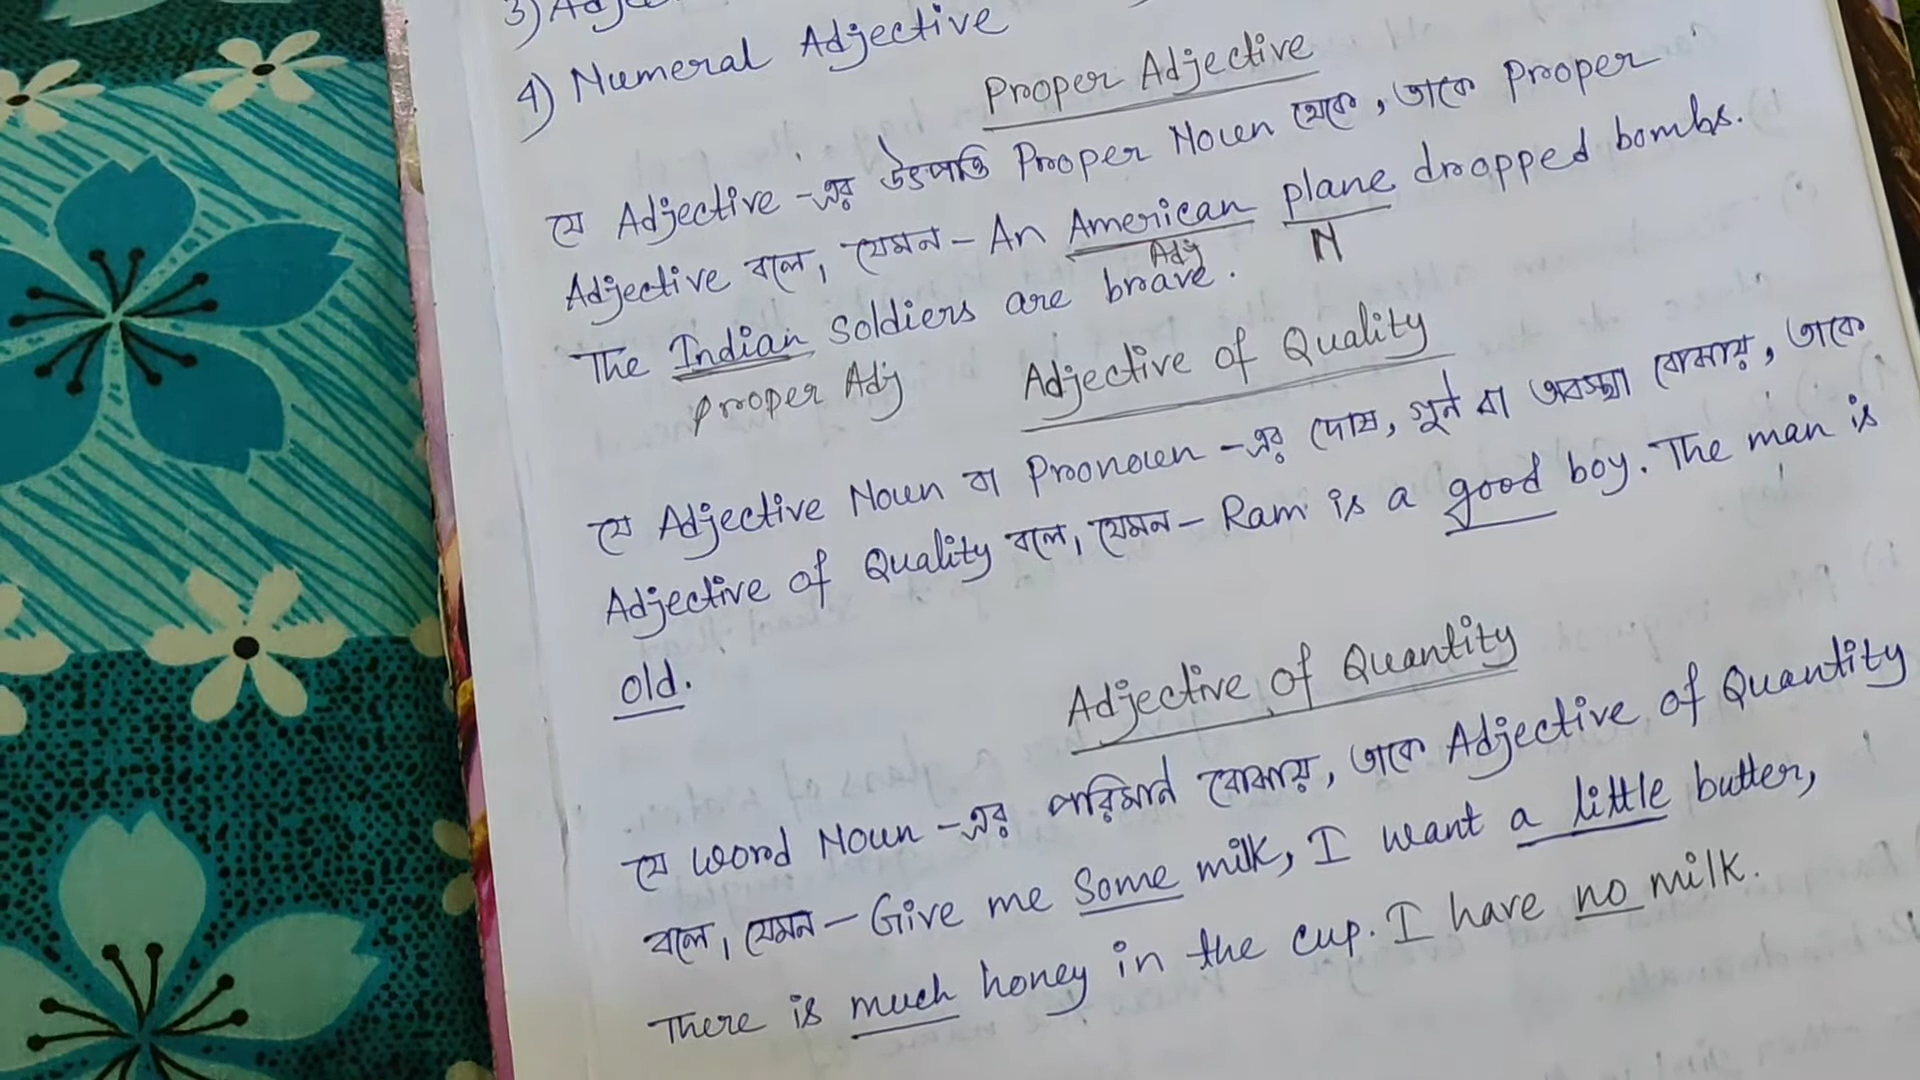 3) Adje
4) Numeral Adjective
Proper Adjective
যে Adjective -এর উৎপত্তি Proper Noun থেকে, তাকে Proper
Adjective বলে, যেমন- An American plane dropped bombs.
Adj N
The Indian Soldiers are brave.
Proper Adj
Adjective of Quality
যে Adjective Noun বা Pronoun -এর দোষ, গুর্ন বা অবস্থা বোঝায়, তাকে
Adjective of Quality বলে, যেমন- Ram is a good boy. The man is
old.
Adjective of Quantity
যে word Noun -এর পরিমার্ন বোঝায়, তাকে Adjective of Quantity
বলে, যেমন- Give me Some milk, I want a little butter,
There is much honey in the cup. I have no milk.